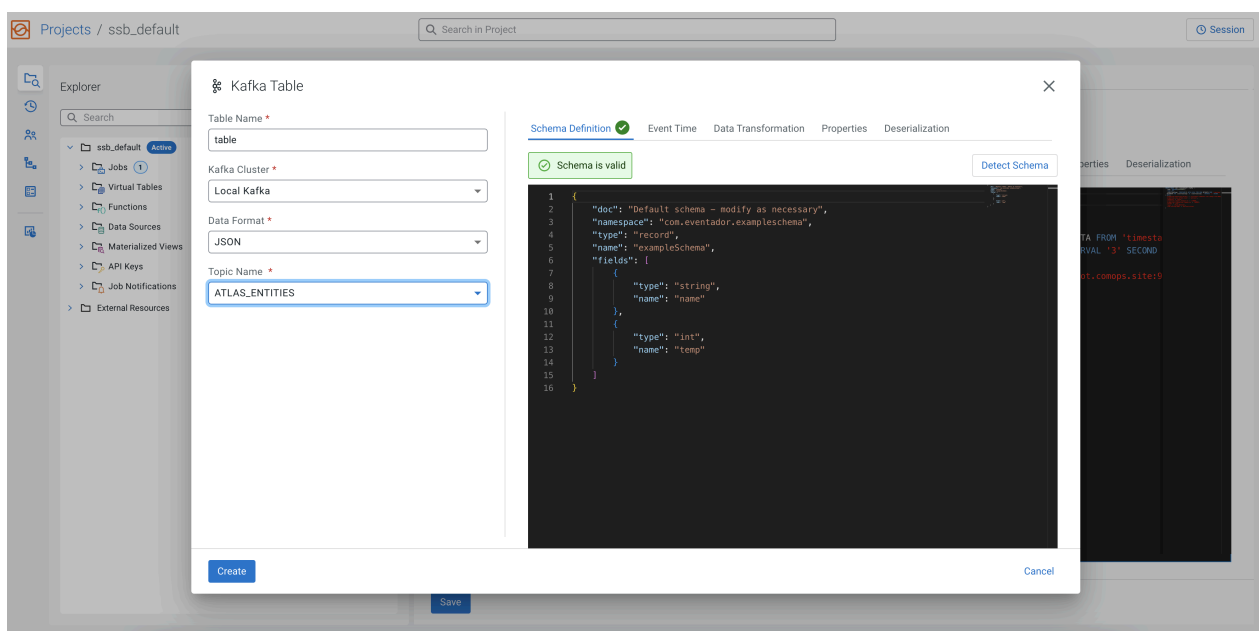 Projects / ssb_default
Search in Project
Session
Explorer
Search
ssb_default Active
Jobs 1
Virtual Tables
Functions
Data Sources
Materialized Views
API Keys
Job Notifications
External Resources
Kafka Table
Table Name *
table
Kafka Cluster *
Local Kafka
Data Format *
JSON
Topic Name *
ATLAS_ENTITIES
Schema Definition Event Time Data Transformation Properties Deserialization
Schema is valid
Detect Schema
1 {
2 "doc": "Default schema – modify as necessary",
3 "namespace": "com.eventador.exampleschema",
4 "type": "record",
5 "name": "exampleSchema",
6 "fields": [
7 {
8 "type": "string",
9 "name": "name"
10 },
11 {
12 "type": "int",
13 "name": "temp"
14 }
15 ]
16 }
Create
Cancel
perties Deserialization
TA FROM 'timesta
RVAL '3' SECOND
ot.comops.site:9
Save